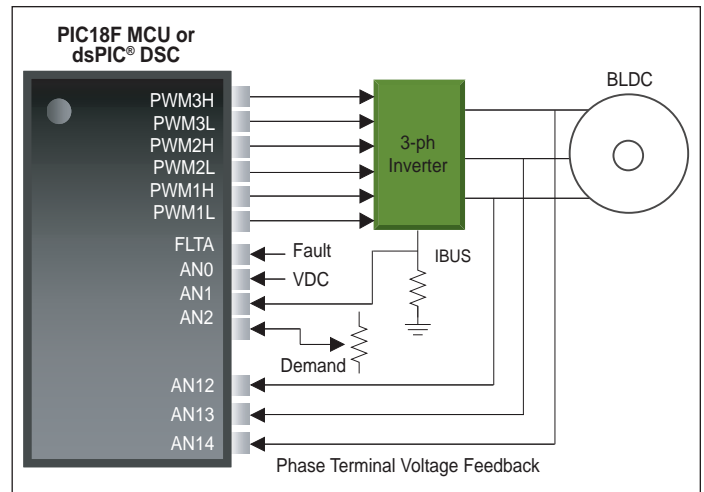 PIC18F MCU or
dsPIC® DSC
BLDC
PWM3H
PWM3L
PWM2H
PWM2L
PWM1H
PWM1L
3-ph
Inverter
FLTA
Fault
IBUS
AN0
VDC
AN1
AN2
Demand
AN12
AN13
AN14
Phase Terminal Voltage Feedback